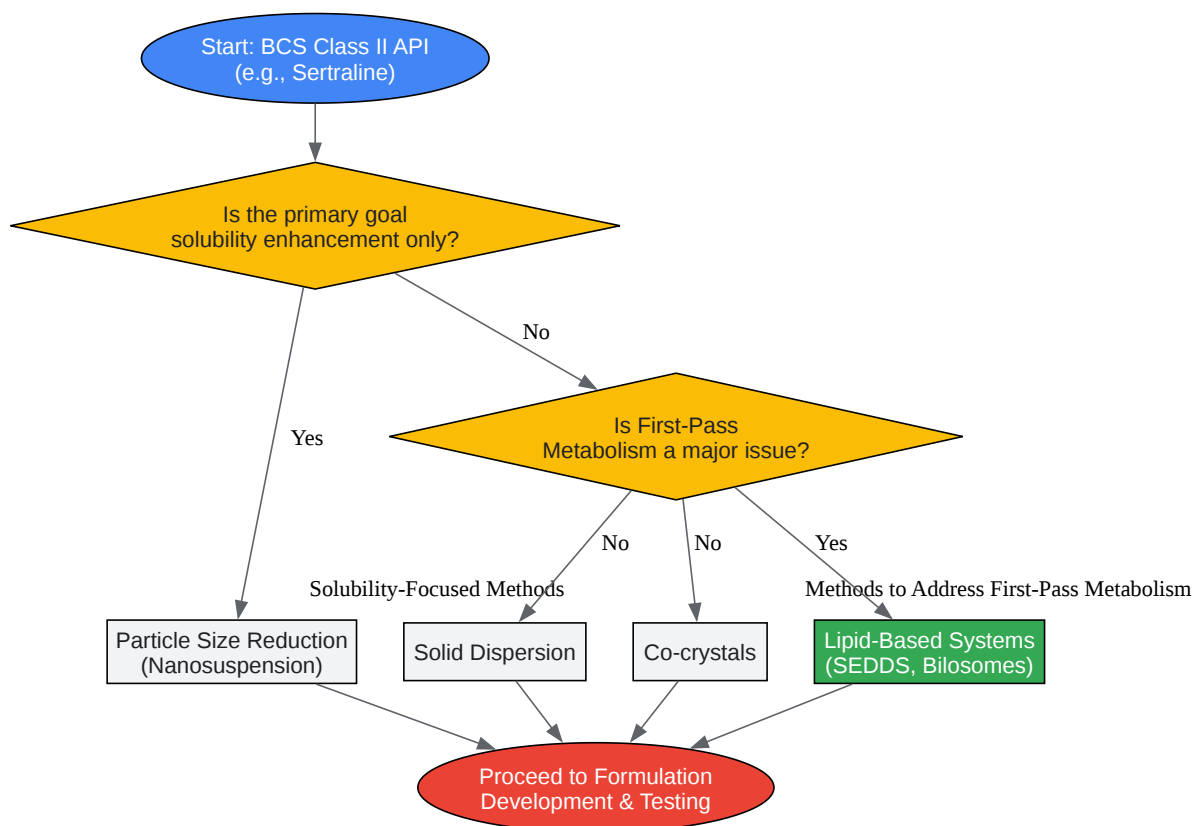 Start: BCS Class II API
(e.g., Sertraline)
Is the primary goal
solubility enhancement only?
No
Is First-Pass
Metabolism a major issue?
Yes
No
No
Yes
Solubility-Focused Methods
Methods to Address First-Pass Metabolism
Particle Size Reduction
(Nanosuspension)
Solid Dispersion
Co-crystals
Lipid-Based Systems
(SEDDS, Bilosomes)
Proceed to Formulation
Development & Testing